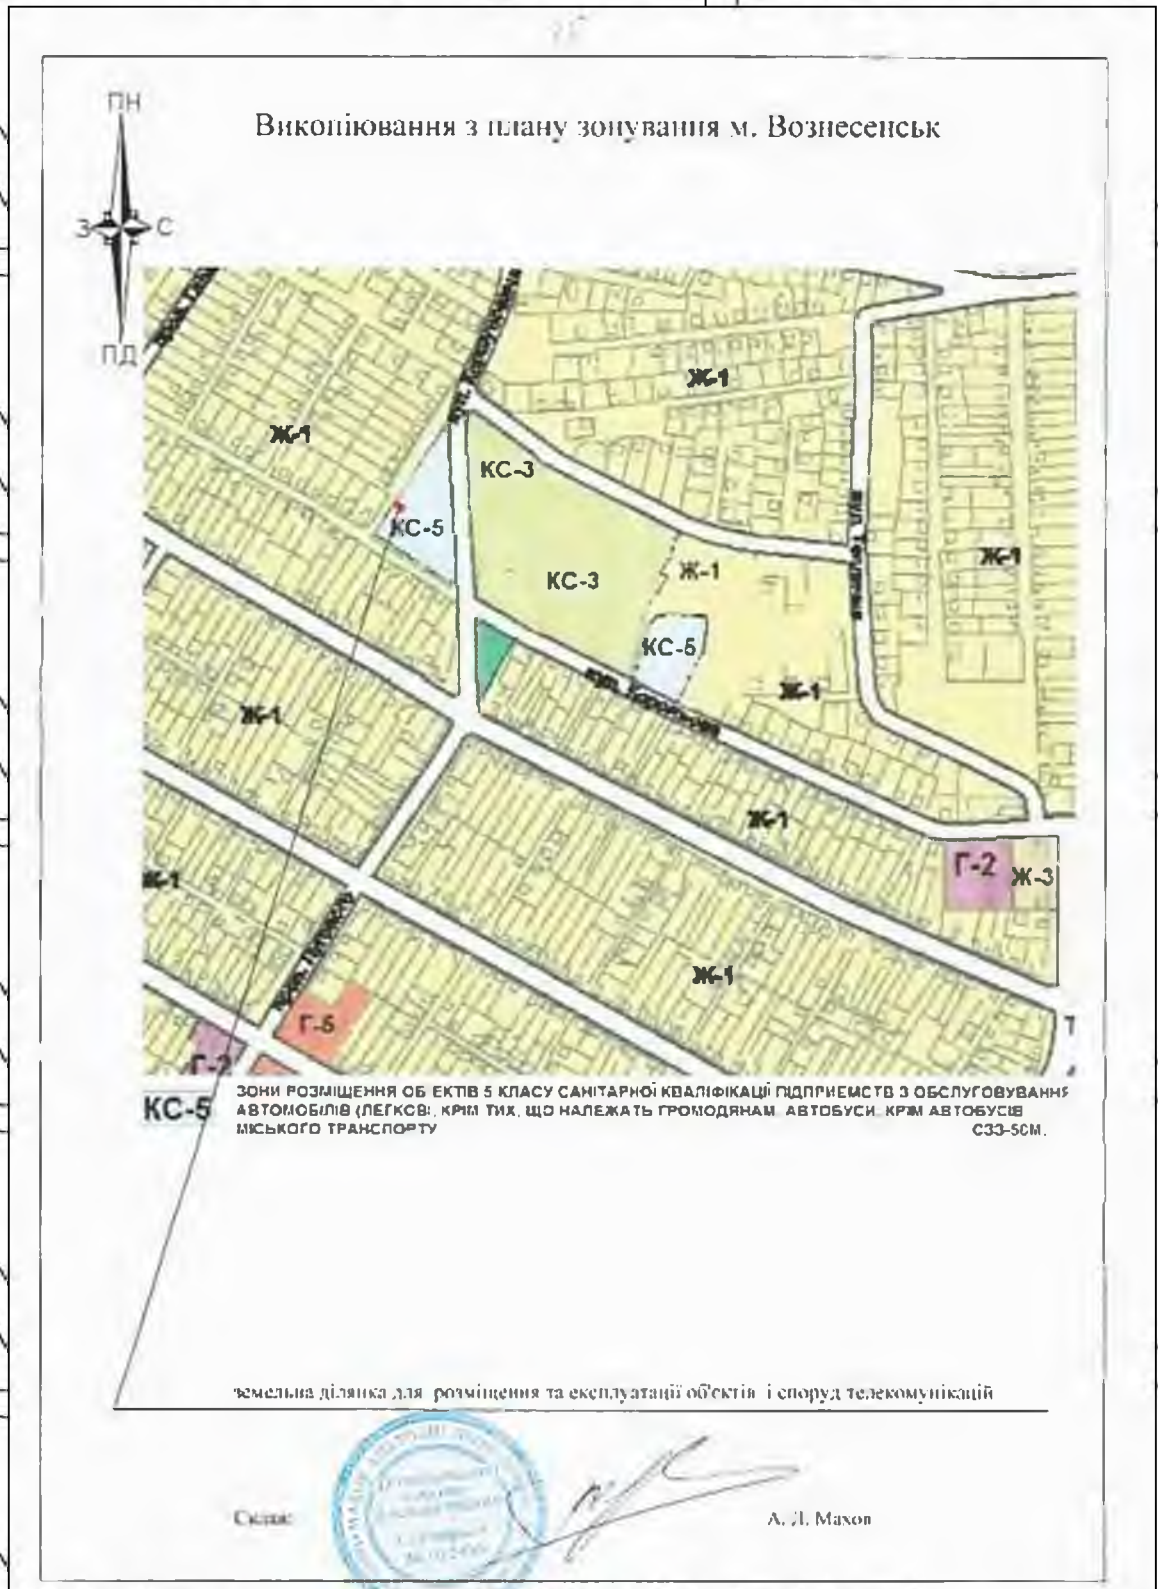 ПН
Викопіювання з плану зонування м. Вознесенськ
З С
ПД
Ж-1
Ж-1
КС-3
КС-5
Ж-1
КС-3
Ж-1
КС-5
Ж-1
Ж-1
Ж-1
Г-2
Ж-3
Ж-1
Ж-1
Г-5
Г-2
КС-5
ЗОНИ РОЗМІЩЕННЯ ОБ ЕКТІВ 5 КЛАСУ САНІТАРНОЇ КВАЛІФІКАЦІЇ ПІДПРИЄМСТВ З ОБСЛУГОВУВАННЯ
АВТОМОБІЛІВ (ЛЕГКОВІ, КРІМ ТИХ, ЩО НАЛЕЖАТЬ ГРОМОДЯНАМ, АВТОБУСИ, КРІМ АВТОБУСІВ
МІСЬКОГО ТРАНСПОРТУ СЗЗ-50М.
земельна ділянка для розміщення та експлуатації об'єктів і споруд телекомунікацій
Склав:
А. Л. Махов